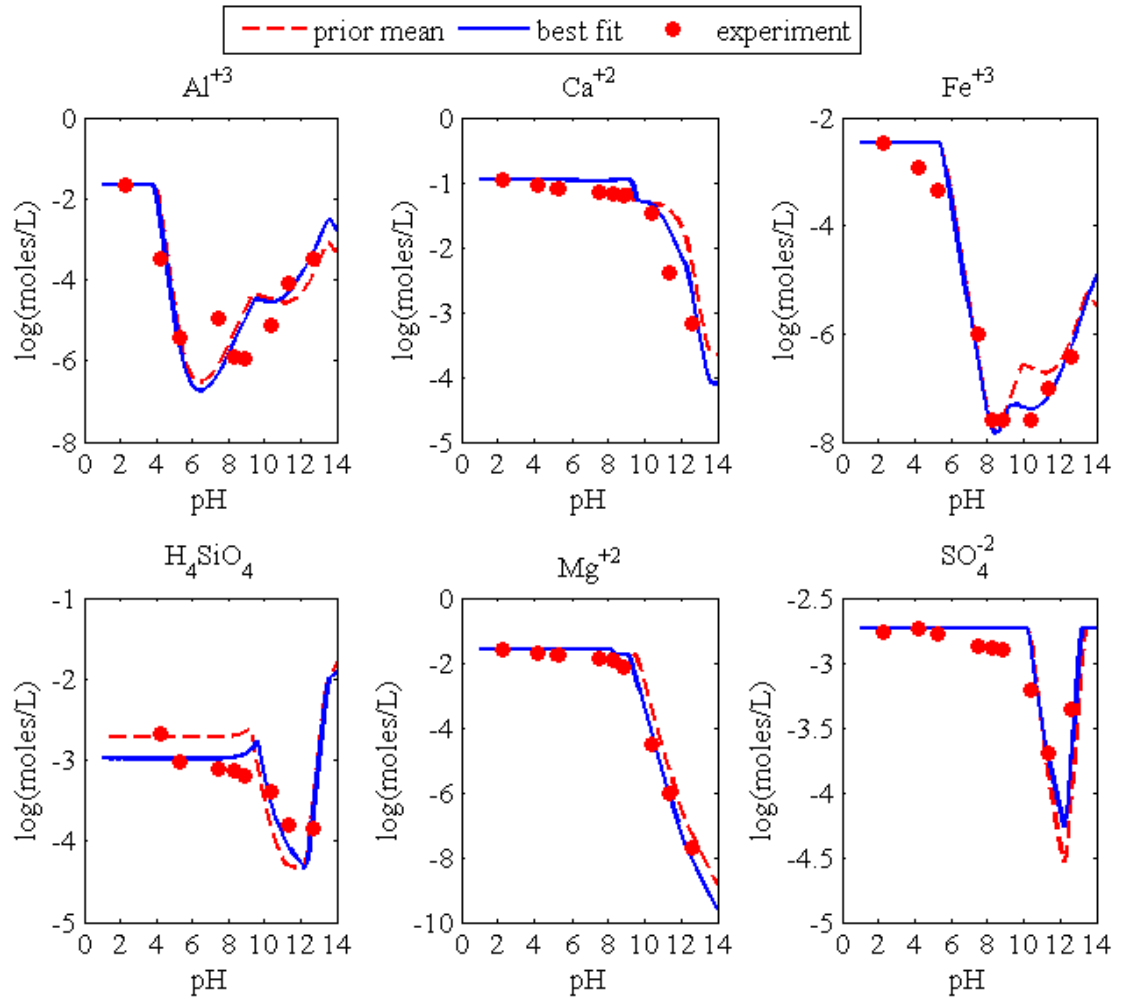 prior mean best fit experiment
Al+3 Ca+2 Fe+3
0 0 -2
-2 -1 -4
-4 -2 -6
-6 -3 -8
-8 -4
-5
log(moles/L) log(moles/L) log(moles/L)
0 2 4 6 8 10 12 14 0 2 4 6 8 10 12 14 0 2 4 6 8 10 12 14
pH pH pH
H4SiO4 Mg+2 SO4-2
-1 0 -2.5
-2 -2 -3
-3 -4 -3.5
-4 -6 -4
-5 -8 -4.5
-10 -5
log(moles/L) log(moles/L) log(moles/L)
0 2 4 6 8 10 12 14 0 2 4 6 8 10 12 14 0 2 4 6 8 10 12 14
pH pH pH